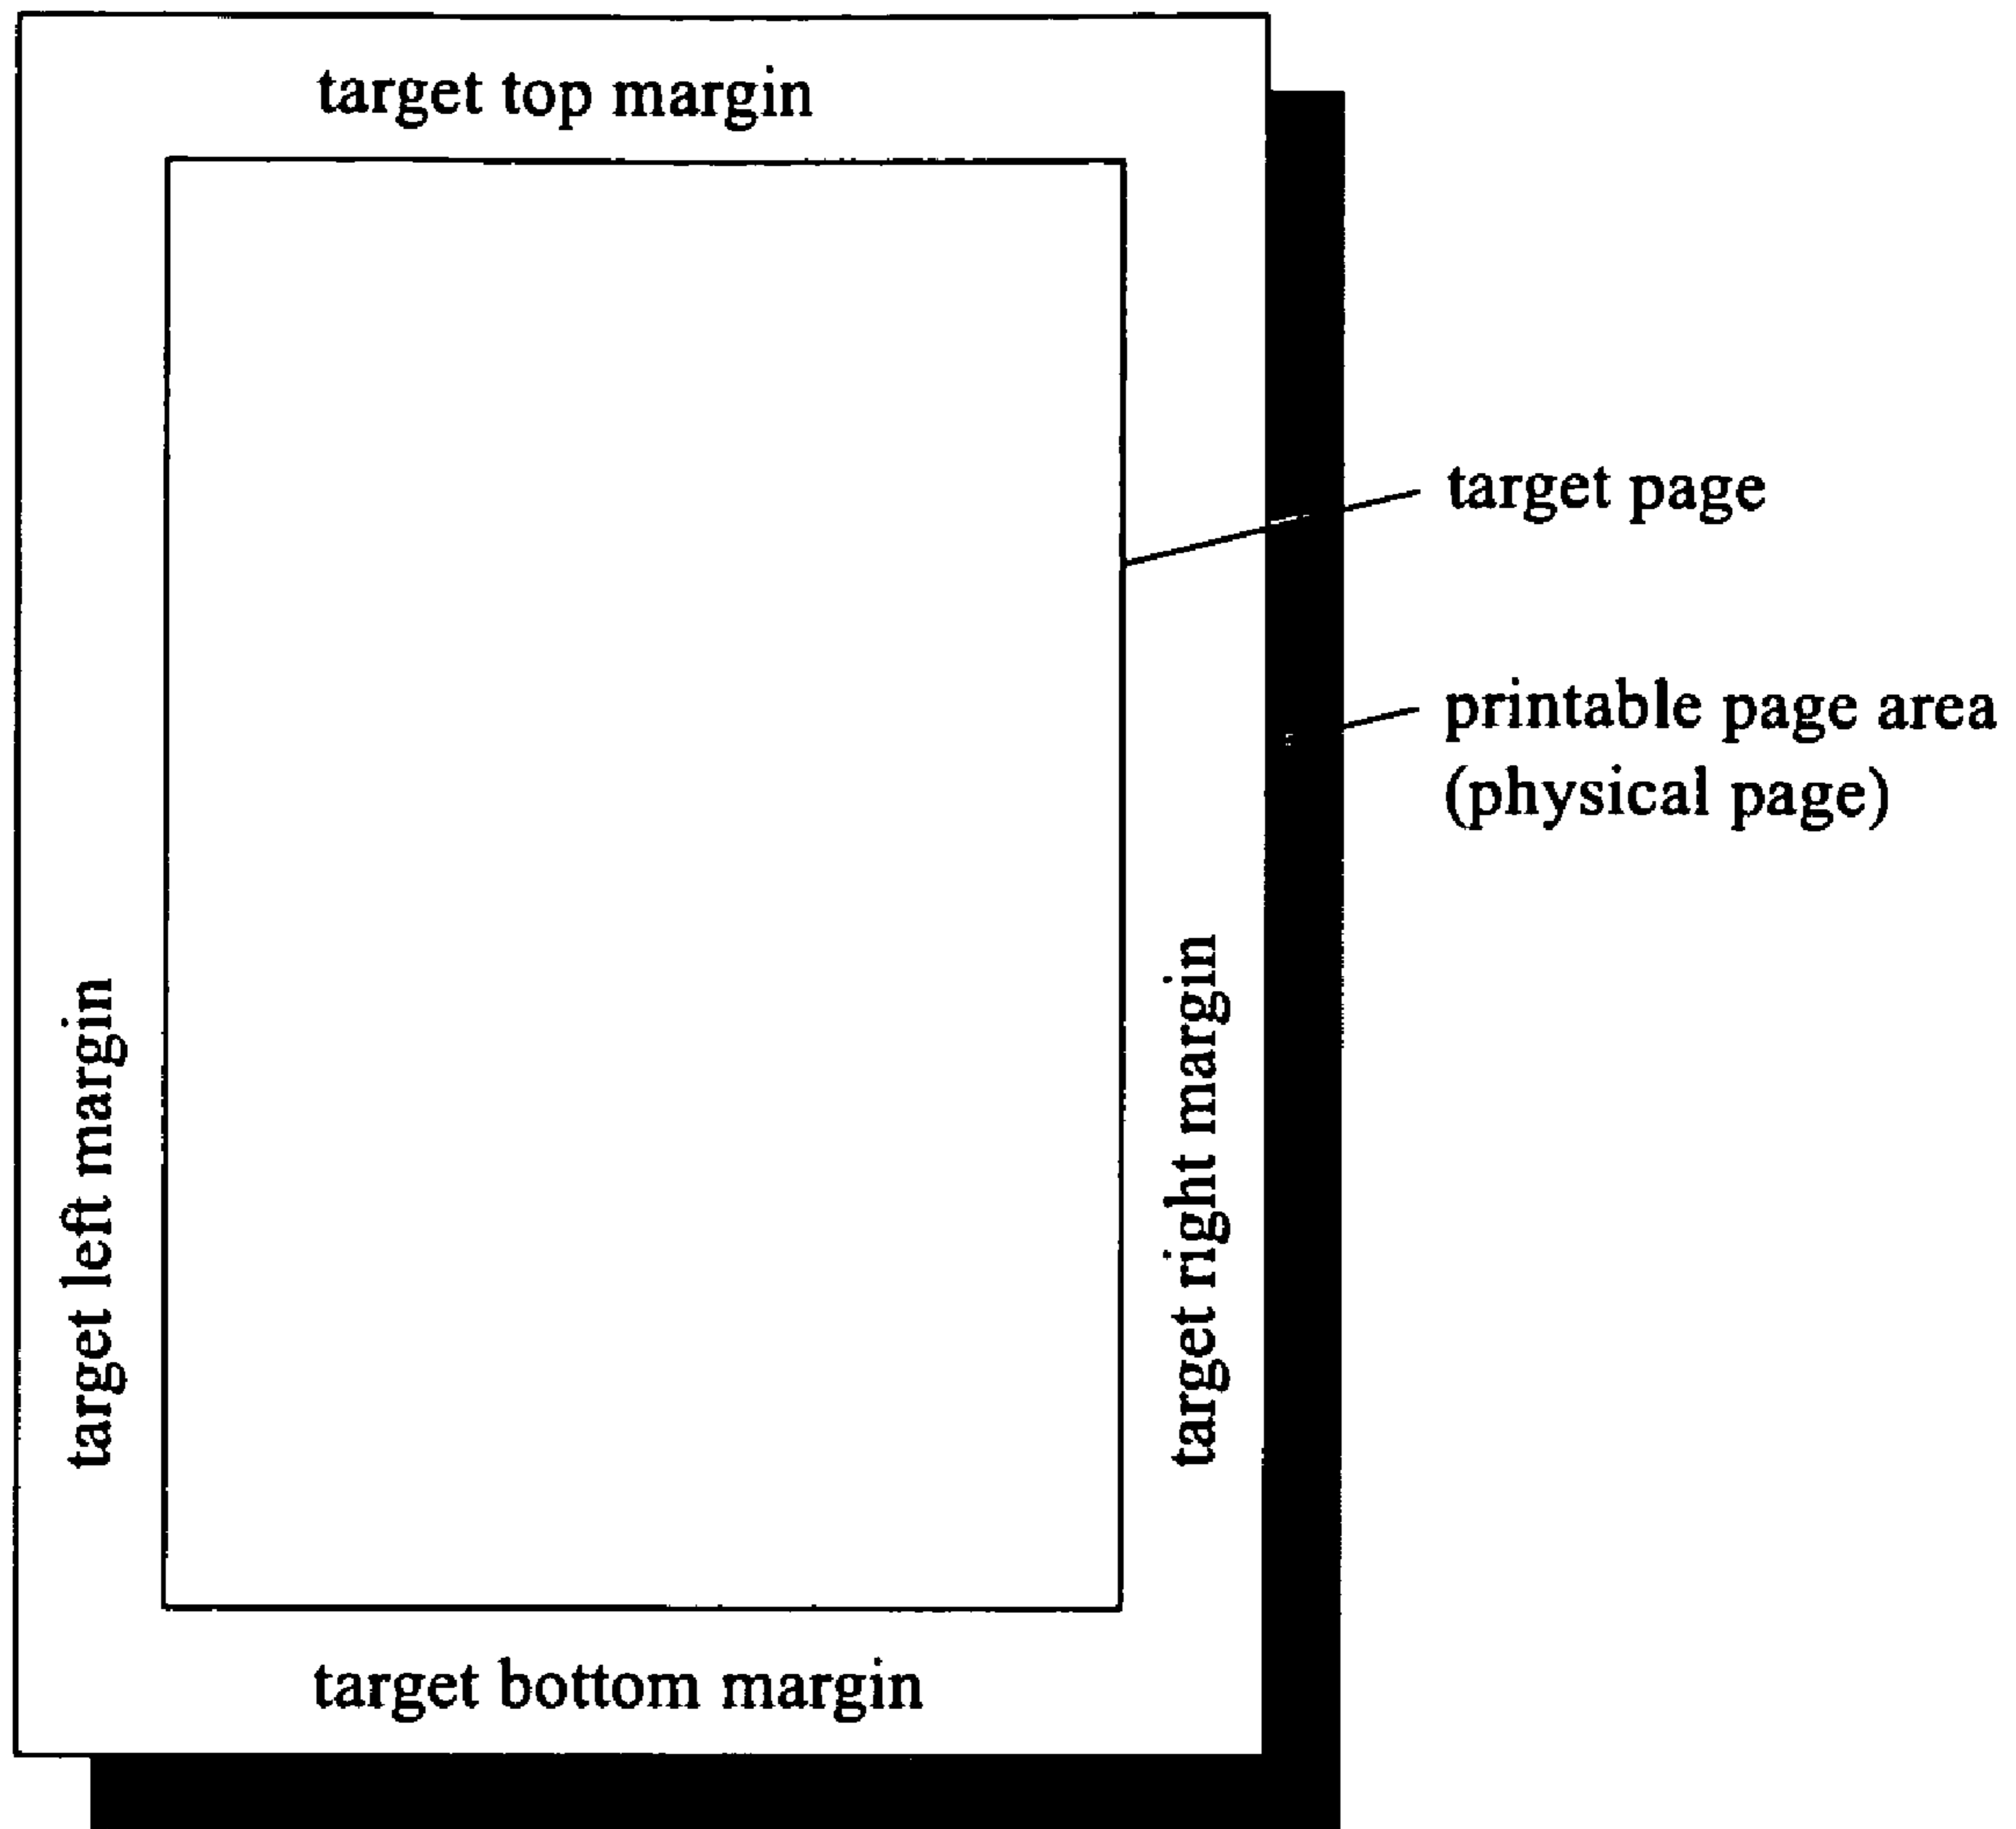 target top margin
target page
printable page area
(physical page)
target left margin
target right margin
target bottom margin